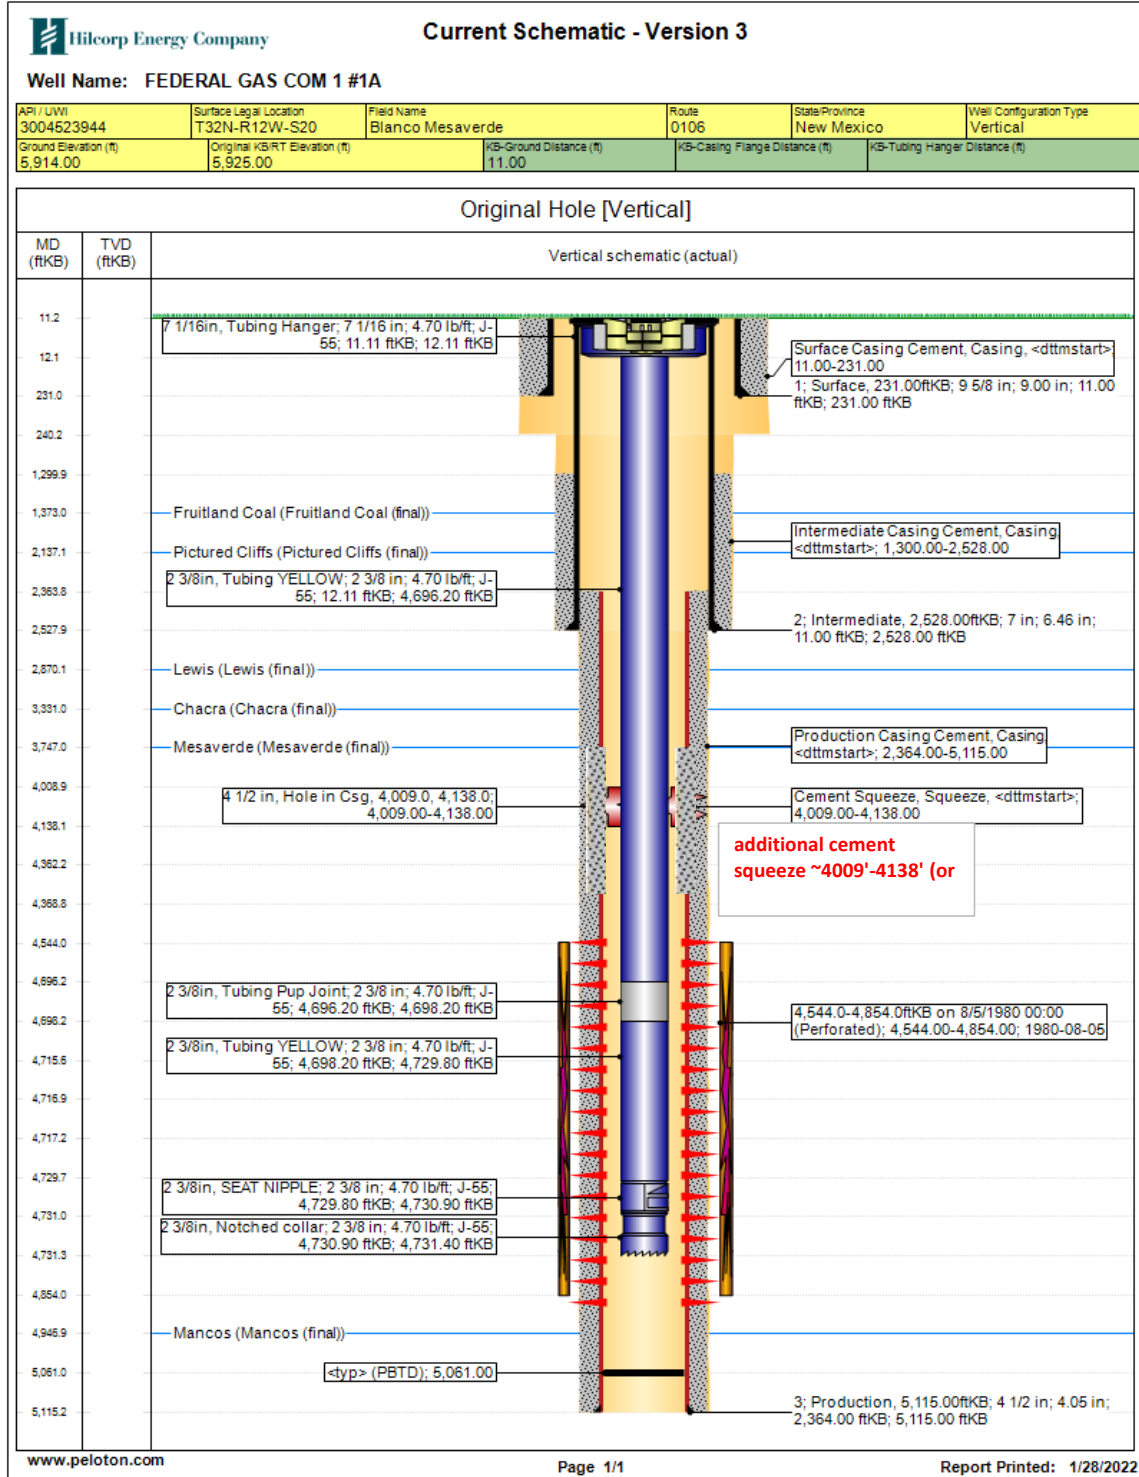 Hilcorp Energy Company
Current Schematic - Version 3
Well Name: FEDERAL GAS COM 1 #1A
API / UWI
3004523944
Surface Legal Location
T32N-R12W-S20
Field Name
Blanco Mesaverde
Route
0106
State/Province
New Mexico
Well Configuration Type
Vertical
Ground Elevation (ft)
5,914.00
Original KB/RT Elevation (ft)
5,925.00
KB-Ground Distance (ft)
11.00
KB-Casing Flange Distance (ft)
KB-Tubing Hanger Distance (ft)
Original Hole [Vertical]
MD
(ftKB)
TVD
(ftKB)
Vertical schematic (actual)
11.2
12.1
231.0
240.2
1,299.9
1,373.0
2,137.1
2,363.8
2,527.9
2,870.1
3,331.0
3,747.0
4,008.9
4,138.1
4,362.2
4,368.8
4,544.0
4,696.2
4,698.2
4,715.6
4,716.9
4,717.2
4,729.7
4,731.0
4,731.3
4,854.0
4,946.9
5,061.0
5,115.2
7 1/16in, Tubing Hanger; 7 1/16 in; 4.70 lb/ft; J-
55; 11.11 ftKB; 12.11 ftKB
Surface Casing Cement, Casing, <dttmstart>;
11.00-231.00
1; Surface, 231.00ftKB; 9 5/8 in; 9.00 in; 11.00
ftKB; 231.00 ftKB
Fruitland Coal (Fruitland Coal (final))
Intermediate Casing Cement, Casing,
<dttmstart>; 1,300.00-2,528.00
Pictured Cliffs (Pictured Cliffs (final))
2 3/8in, Tubing YELLOW; 2 3/8 in; 4.70 lb/ft; J-
55; 12.11 ftKB; 4,696.20 ftKB
2; Intermediate, 2,528.00ftKB; 7 in; 6.46 in;
11.00 ftKB; 2,528.00 ftKB
Lewis (Lewis (final))
Chacra (Chacra (final))
Mesaverde (Mesaverde (final))
Production Casing Cement, Casing,
<dttmstart>; 2,364.00-5,115.00
4 1/2 in, Hole in Csg, 4,009.0, 4,138.0;
4,009.00-4,138.00
Cement Squeeze, Squeeze, <dttmstart>;
4,009.00-4,138.00
additional cement
squeeze ~4009'-4138' (or
2 3/8in, Tubing Pup Joint; 2 3/8 in; 4.70 lb/ft; J-
55; 4,696.20 ftKB; 4,698.20 ftKB
4,544.0-4,854.0ftKB on 8/5/1980 00:00
(Perforated); 4,544.00-4,854.00; 1980-08-05
2 3/8in, Tubing YELLOW; 2 3/8 in; 4.70 lb/ft; J-
55; 4,698.20 ftKB; 4,729.80 ftKB
2 3/8in, SEAT NIPPLE; 2 3/8 in; 4.70 lb/ft; J-55;
4,729.80 ftKB; 4,730.90 ftKB
2 3/8in, Notched collar; 2 3/8 in; 4.70 lb/ft; J-55;
4,730.90 ftKB; 4,731.40 ftKB
Mancos (Mancos (final))
<typ> (PBTD); 5,061.00
3; Production, 5,115.00ftKB; 4 1/2 in; 4.05 in;
2,364.00 ftKB; 5,115.00 ftKB
www.peloton.com
Page 1/1
Report Printed: 1/28/2022